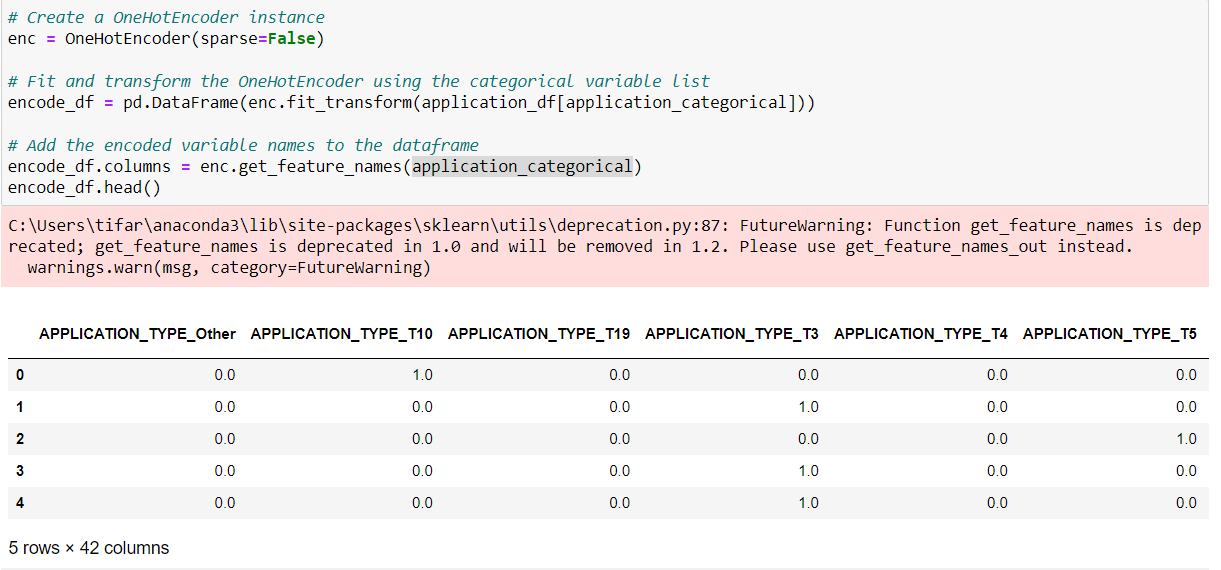 # Create a OneHotEncoder instance
enc = OneHotEncoder(sparse=False)
# Fit and transform the OneHotEncoder using the categorical variable list
encode_df = pd.DataFrame(enc.fit_transform(application_df[application_categorical]))
# Add the encoded variable names to the dataframe
encode_df.columns = enc.get_feature_names(application_categorical)
encode_df.head()
C:\Users\tifar\anaconda3\lib\site-packages\sklearn\utils\deprecation.py:87: FutureWarning: Function get_feature_names is dep
recated; get_feature_names is deprecated in 1.0 and will be removed in 1.2. Please use get_feature_names_out instead.
  warnings.warn(msg, category=FutureWarning)
APPLICATION_TYPE_Other APPLICATION_TYPE_T10 APPLICATION_TYPE_T19 APPLICATION_TYPE_T3 APPLICATION_TYPE_T4 APPLICATION_TYPE_T5
0 0.0 1.0 0.0 0.0 0.0 0.0
1 0.0 0.0 0.0 1.0 0.0 0.0
2 0.0 0.0 0.0 0.0 0.0 1.0
3 0.0 0.0 0.0 1.0 0.0 0.0
4 0.0 0.0 0.0 1.0 0.0 0.0
5 rows × 42 columns